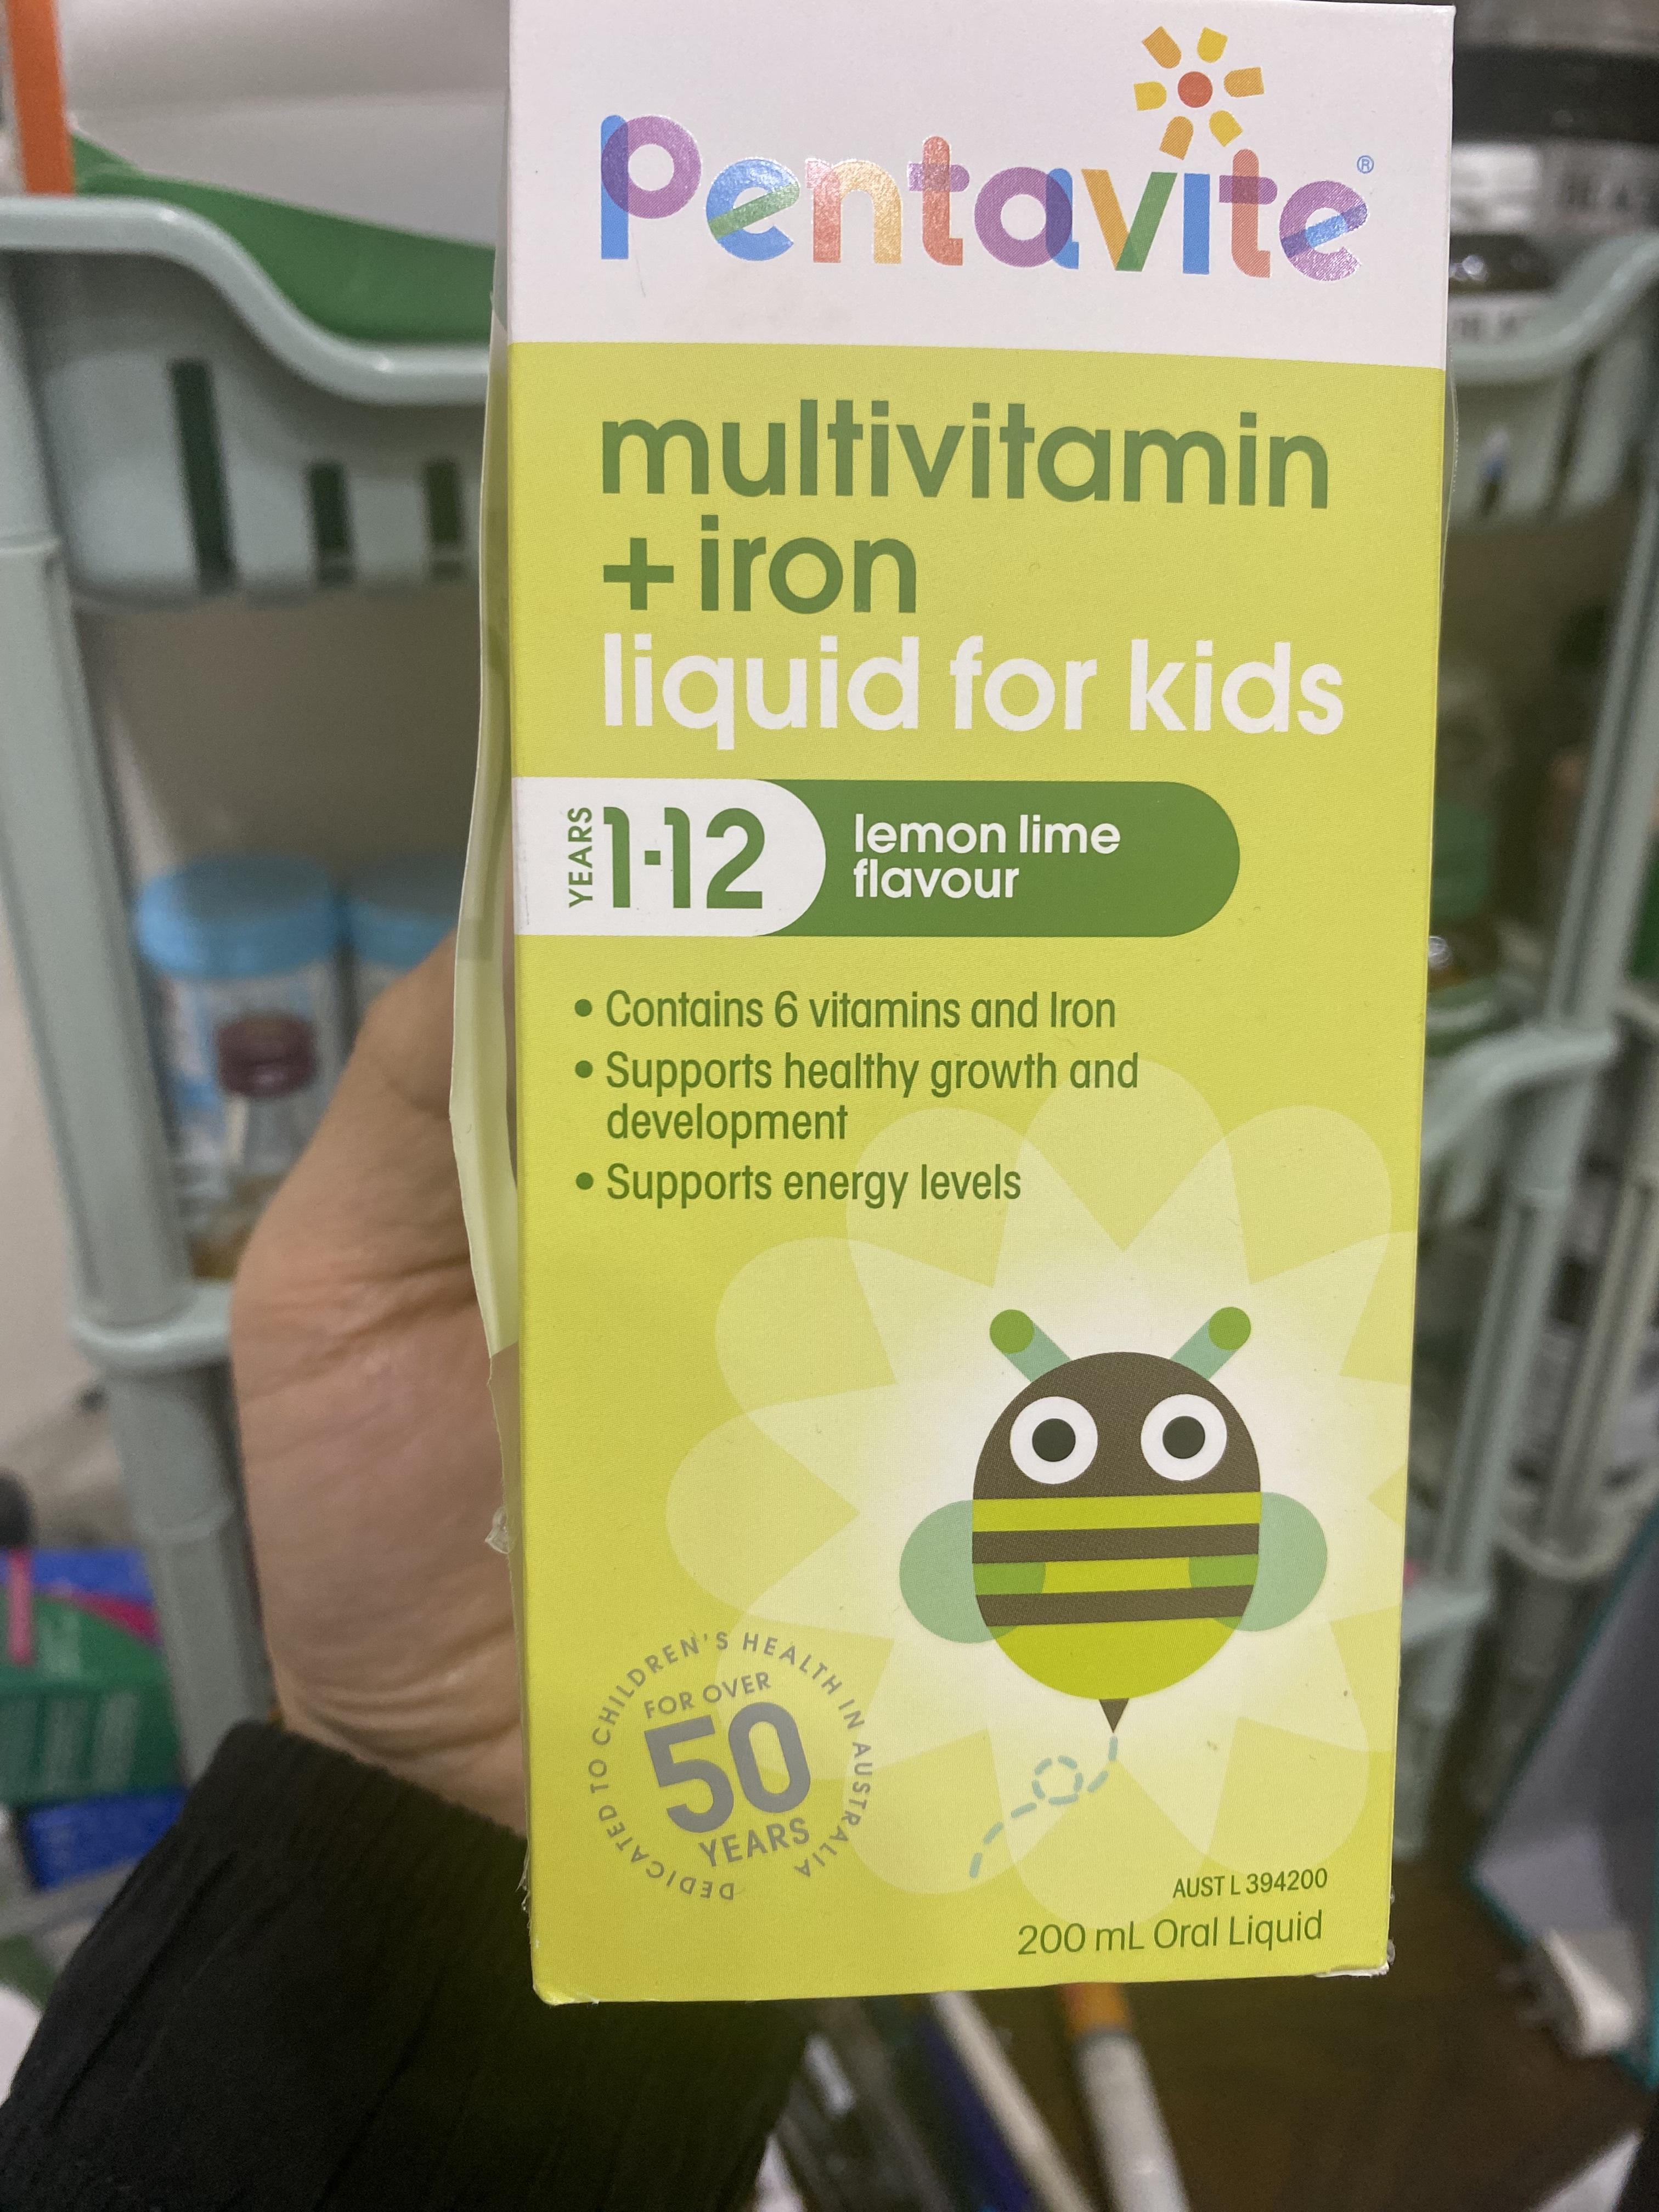 Pentavite®
multivitamin
+ iron
liquid for kids
YEARS 1-12
lemon lime
flavour
• Contains 6 vitamins and Iron
• Supports healthy growth and
development
• Supports energy levels
DEDICATED TO CHILDREN'S HEALTH IN AUSTRALIA
FOR OVER
50
YEARS
AUST L 394200
200 mL Oral Liquid